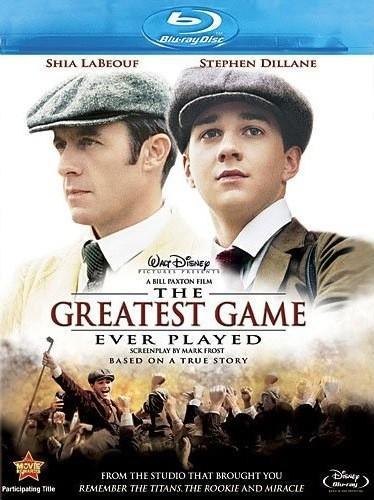 Blu-ray Disc
SHIA LABEOUF STEPHEN DILLANE
WALT DISNEY
PICTURES PRESENTS
A BILL PAXTON FILM
THE
GREATEST GAME
EVER PLAYED
SCREENPLAY BY MARK FROST
BASED ON A TRUE STORY
MOVIE
REWARDS
Participating Title
FROM THE STUDIO THAT BROUGHT YOU
REMEMBER THE TITANS, THE ROOKIE AND MIRACLE
Disney
Blu-ray